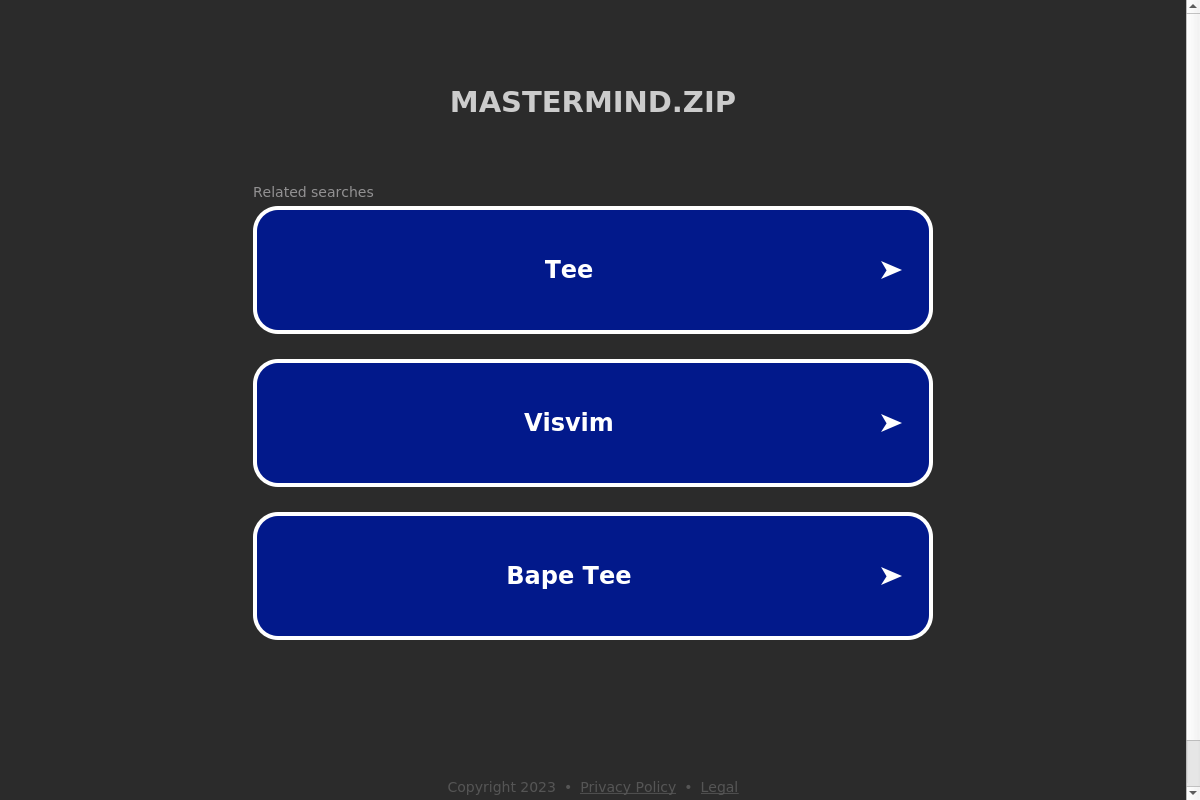 MASTERMIND.ZIP
Related searches
Tee
Visvim
Bape Tee
Copyright 2023 • Privacy Policy • Legal